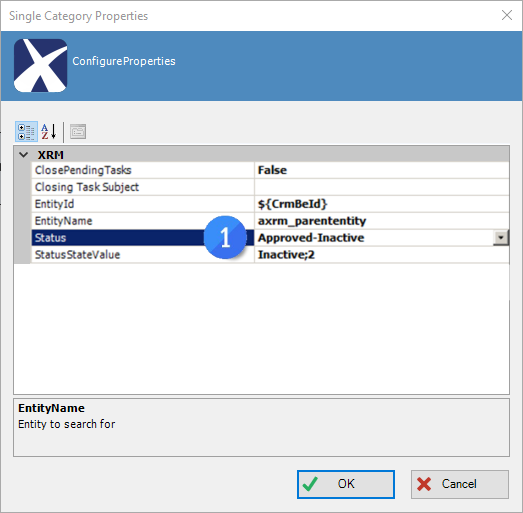 Single Category Properties
ConfigureProperties
XRM
ClosePendingTasks False
Closing Task Subject
EntityId ${CrmBeId}
EntityName axrm_parententity
Status 1 Approved-Inactive
StatusStateValue Inactive;2
EntityName
Entity to search for
OK Cancel